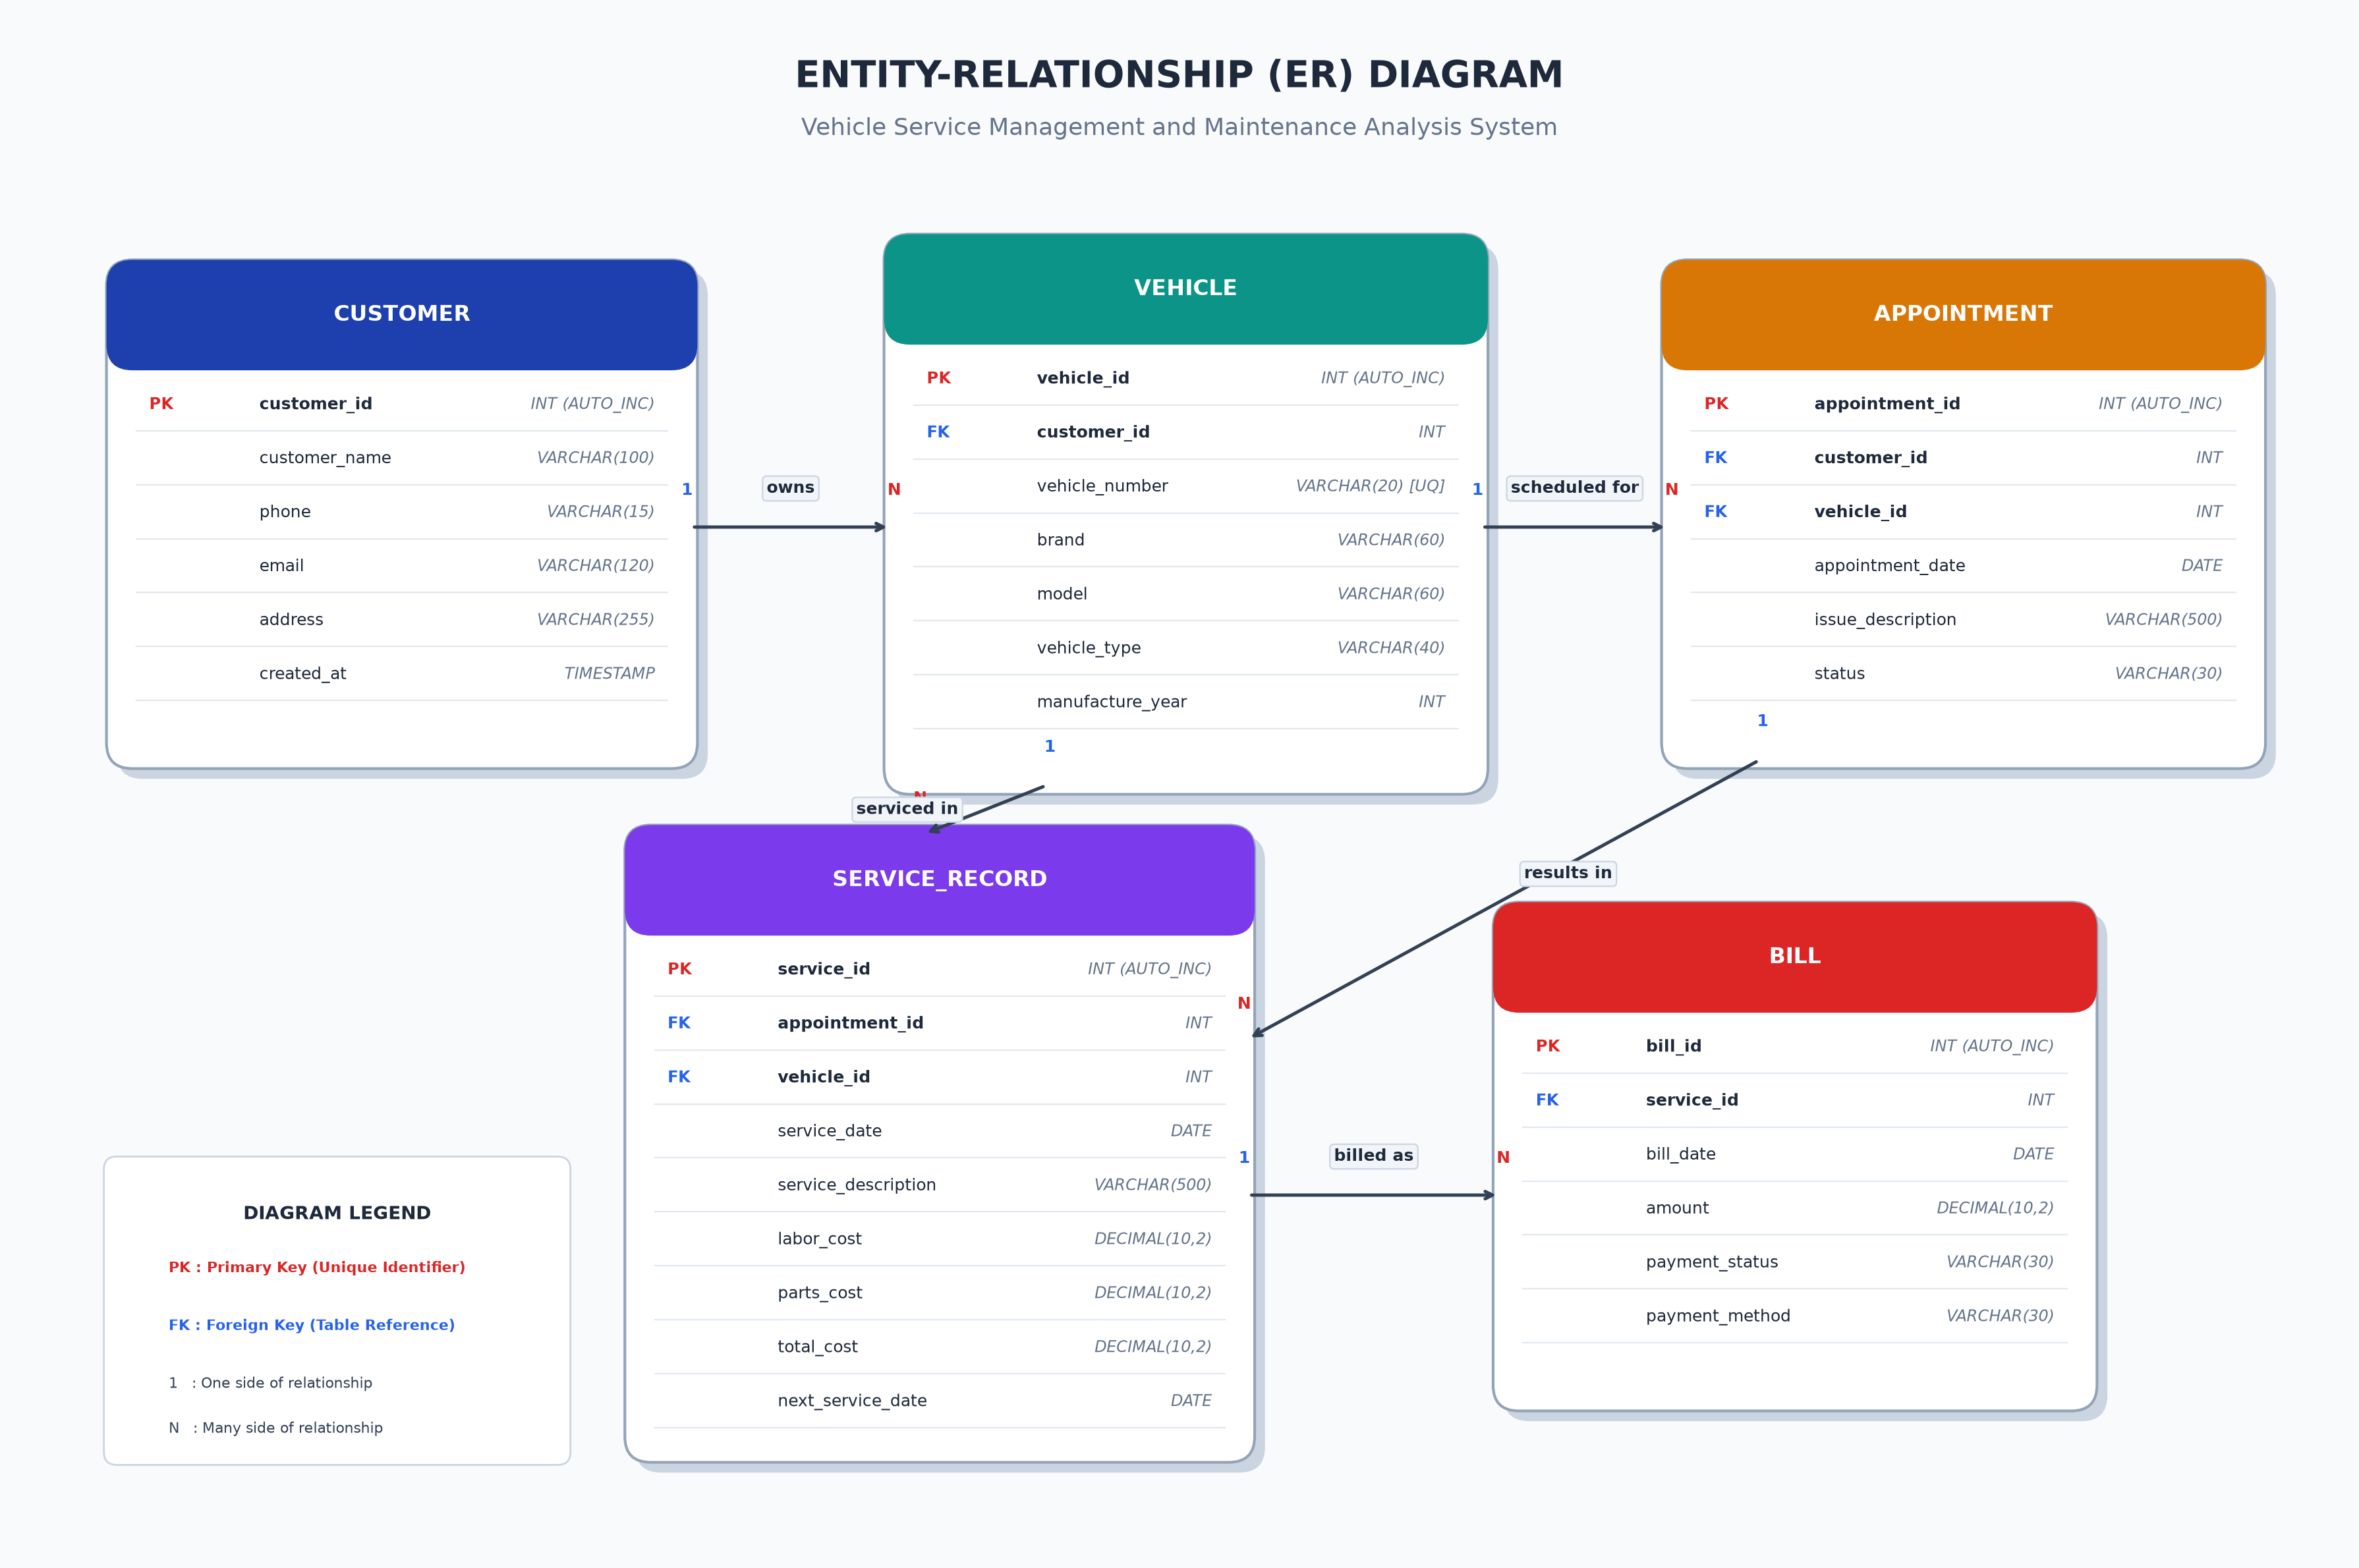 ENTITY-RELATIONSHIP (ER) DIAGRAM
Vehicle Service Management and Maintenance Analysis System
CUSTOMER
PK customer_id INT (AUTO_INC)
customer_name VARCHAR(100)
phone VARCHAR(15)
email VARCHAR(120)
address VARCHAR(255)
created_at TIMESTAMP
1 owns N
VEHICLE
PK vehicle_id INT (AUTO_INC)
FK customer_id INT
vehicle_number VARCHAR(20) [UQ]
brand VARCHAR(60)
model VARCHAR(60)
vehicle_type VARCHAR(40)
manufacture_year INT
1 scheduled for N
APPOINTMENT
PK appointment_id INT (AUTO_INC)
FK customer_id INT
FK vehicle_id INT
appointment_date DATE
issue_description VARCHAR(500)
status VARCHAR(30)
1
N
serviced in
1
results in
N
SERVICE_RECORD
PK service_id INT (AUTO_INC)
FK appointment_id INT
FK vehicle_id INT
service_date DATE
service_description VARCHAR(500)
labor_cost DECIMAL(10,2)
parts_cost DECIMAL(10,2)
total_cost DECIMAL(10,2)
next_service_date DATE
1 billed as N
BILL
PK bill_id INT (AUTO_INC)
FK service_id INT
bill_date DATE
amount DECIMAL(10,2)
payment_status VARCHAR(30)
payment_method VARCHAR(30)
DIAGRAM LEGEND
PK : Primary Key (Unique Identifier)
FK : Foreign Key (Table Reference)
1 : One side of relationship
N : Many side of relationship